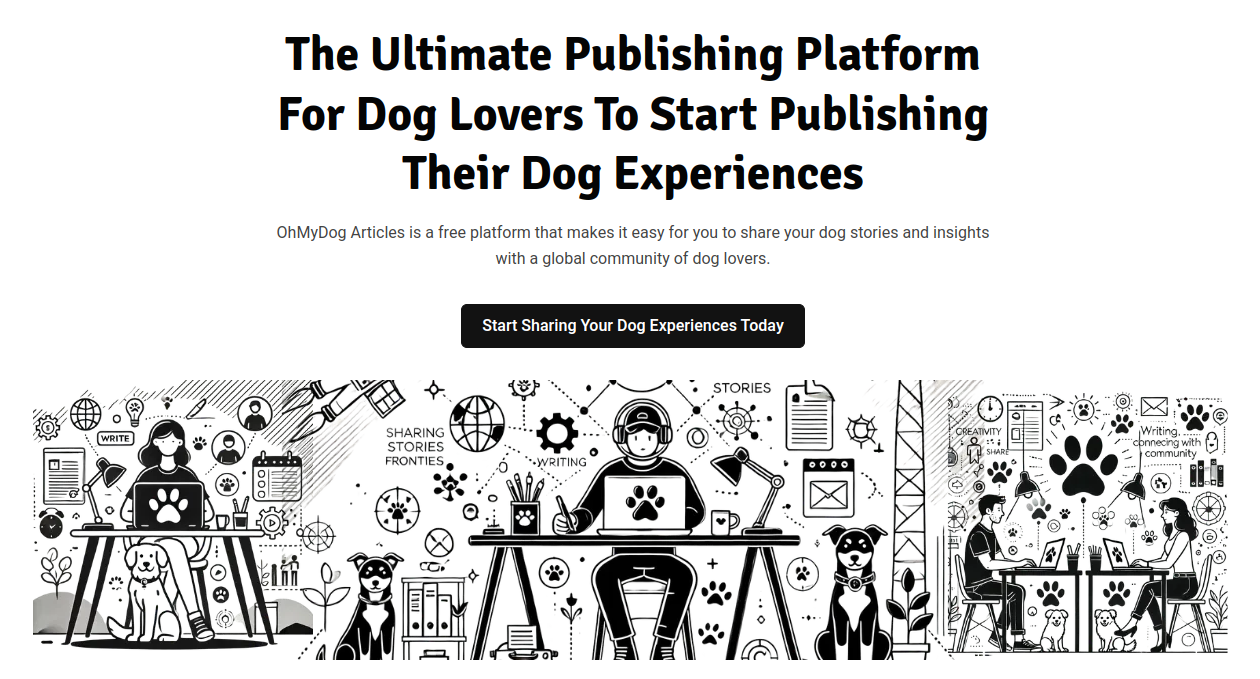 The Ultimate Publishing Platform
For Dog Lovers To Start Publishing
Their Dog Experiences
OhMyDog Articles is a free platform that makes it easy for you to share your dog stories and insights
with a global community of dog lovers.
Start Sharing Your Dog Experiences Today
WRITE
SHARING
STORIES
FRONTIES
WRITING
STORIES
CREATIVITY
SHARE
Writing,
connecing with
community